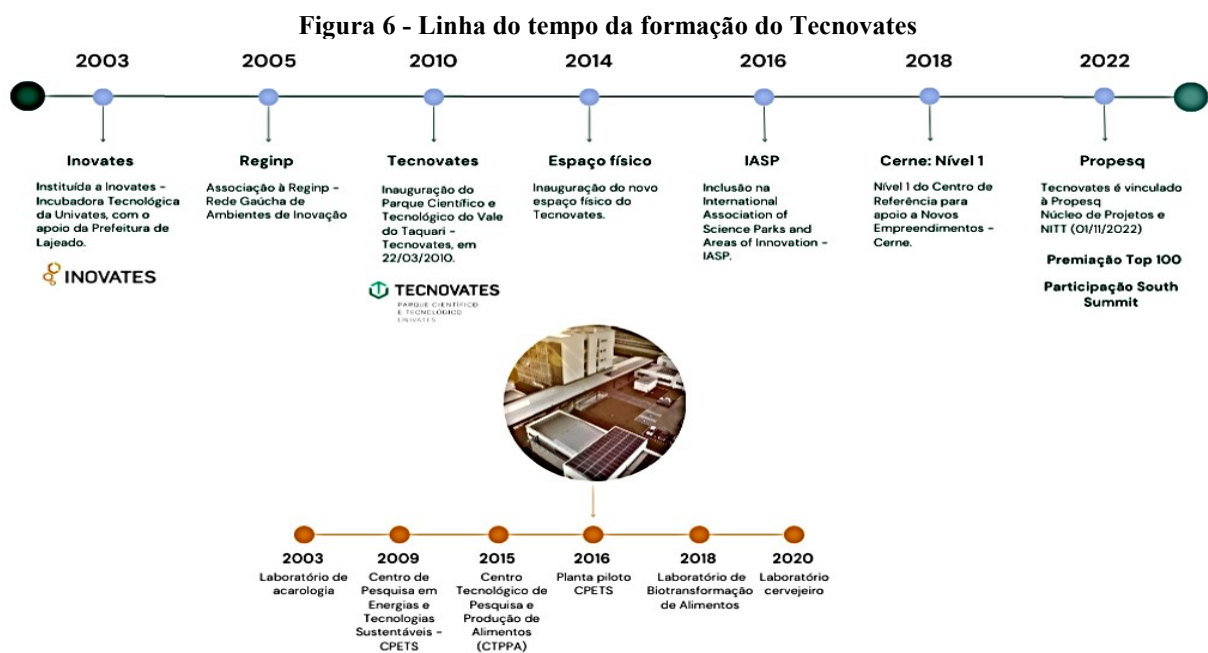 Figura 6 - Linha do tempo da formação do Tecnovates
2003
2005
2010
2014
2016
2018
2022
Inovates
Instituída a Inovates -
Incubadora Tecnológica
da Univates, com o
apoio da Prefeitura de
Lajeado.
INOVATES
Reginp
Associação à Reginp -
Rede Gaúcha de
Ambientes de Inovação
Tecnovates
Inauguração do
Parque Científico e
Tecnológico do Vale
do Taquari -
Tecnovates, em
22/03/2010.
TECNOVATES
PARQUE CIENTÍFICO
E TECNOLÓGICO
UNIVATES
Espaço físico
Inauguração do novo
espaço físico do
Tecnovates.
IASP
Inclusão na
International
Association of
Science Parks and
Areas of Innovation -
IASP.
Cerne: Nível 1
Nível 1 do Centro de
Referência para
apoio a Novos
Empreendimentos -
Cerne.
Propesq
Tecnovates é vinculado
à Propesq
Núcleo de Projetos e
NITT (01/11/2022)
Premiação Top 100
Participação South
Summit
2003
Laboratório de
acarologia
2009
Centro de
Pesquisa em
Energias e
Tecnologias
Sustentáveis -
CPETS
2015
Centro
Tecnológico de
Pesquisa e
Produção de
Alimentos
(CTPPA)
2016
Planta piloto
CPETS
2018
Laboratório de
Biotransformação
de Alimentos
2020
Laboratório
cervejeiro